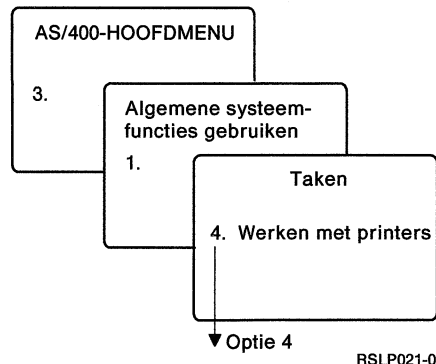 AS/400-HOOFDMENU
3.
Algemene systeem-
functies gebruiken
1.
Taken
4. Werken met printers
Optie 4
RSLP021-0